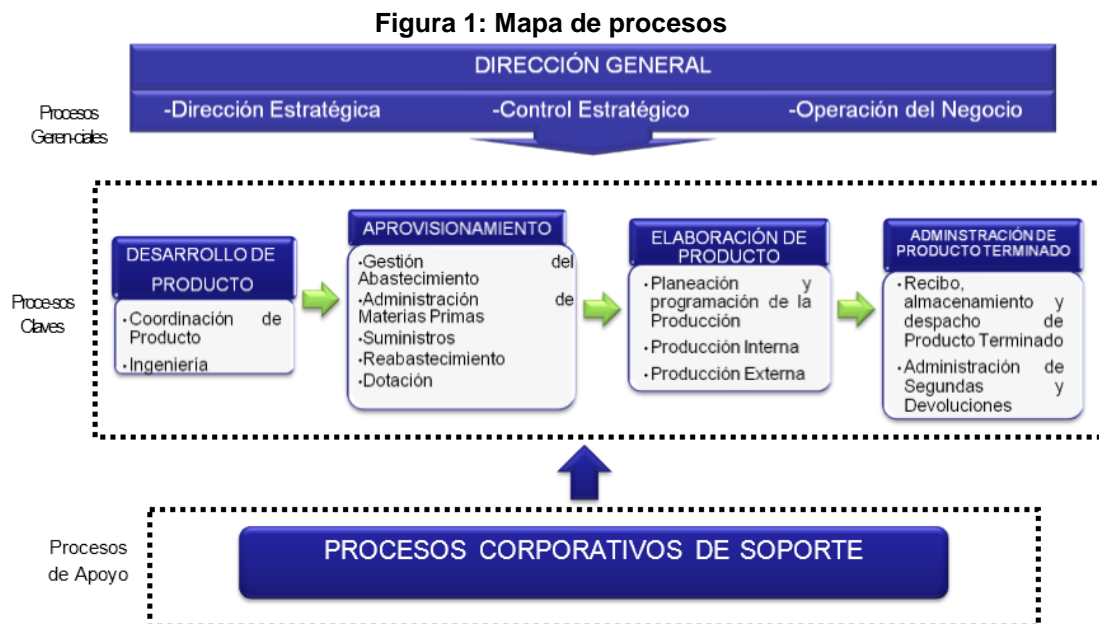 Figura 1: Mapa de procesos
DIRECCIÓN GENERAL
-Dirección Estratégica
-Control Estratégico
-Operación del Negocio
Procesos
Geren-ciales
DESARROLLO DE
PRODUCTO
•Coordinación de
Producto
•Ingeniería
APROVISIONAMIENTO
•Gestión del
Abastecimiento
•Administración de
Materias Primas
•Suministros
•Reabastecimiento
•Dotación
ELABORACIÓN DE
PRODUCTO
•Planeación y
programación de la
Producción
•Producción Interna
•Producción Externa
ADMINSTRACIÓN DE
PRODUCTO TERMINADO
•Recibo,
almacenamiento y
despacho de
Producto Terminado
•Administración de
Segundas y
Devoluciones
Proce-sos
Claves
PROCESOS CORPORATIVOS DE SOPORTE
Procesos
de Apoyo